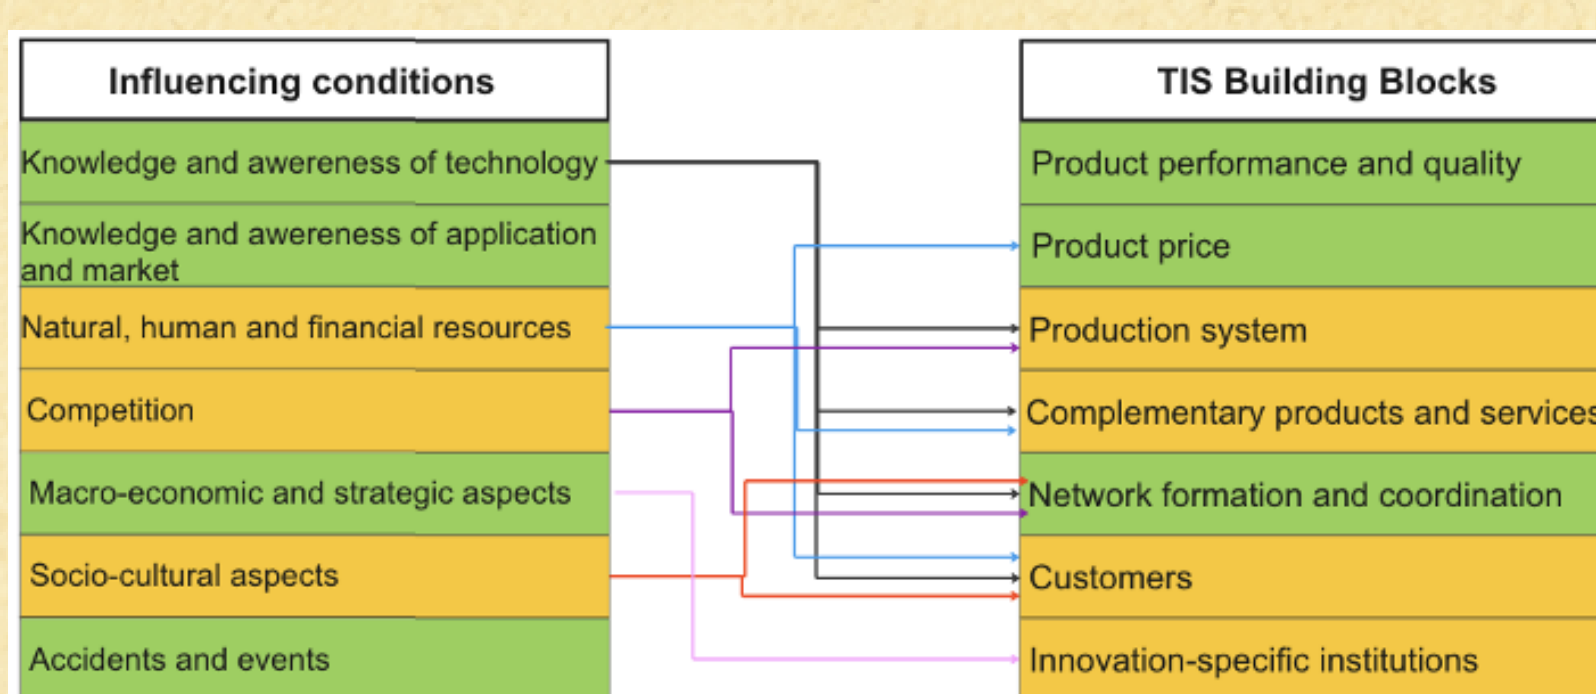 Influencing conditions
Knowledge and awereness of technology
Knowledge and awereness of application
and market
Natural, human and financial resources
Competition
Macro-economic and strategic aspects
Socio-cultural aspects
Accidents and events
TIS Building Blocks
Product performance and quality
Product price
Production system
Complementary products and services
Network formation and coordination
Customers
Innovation-specific institutions